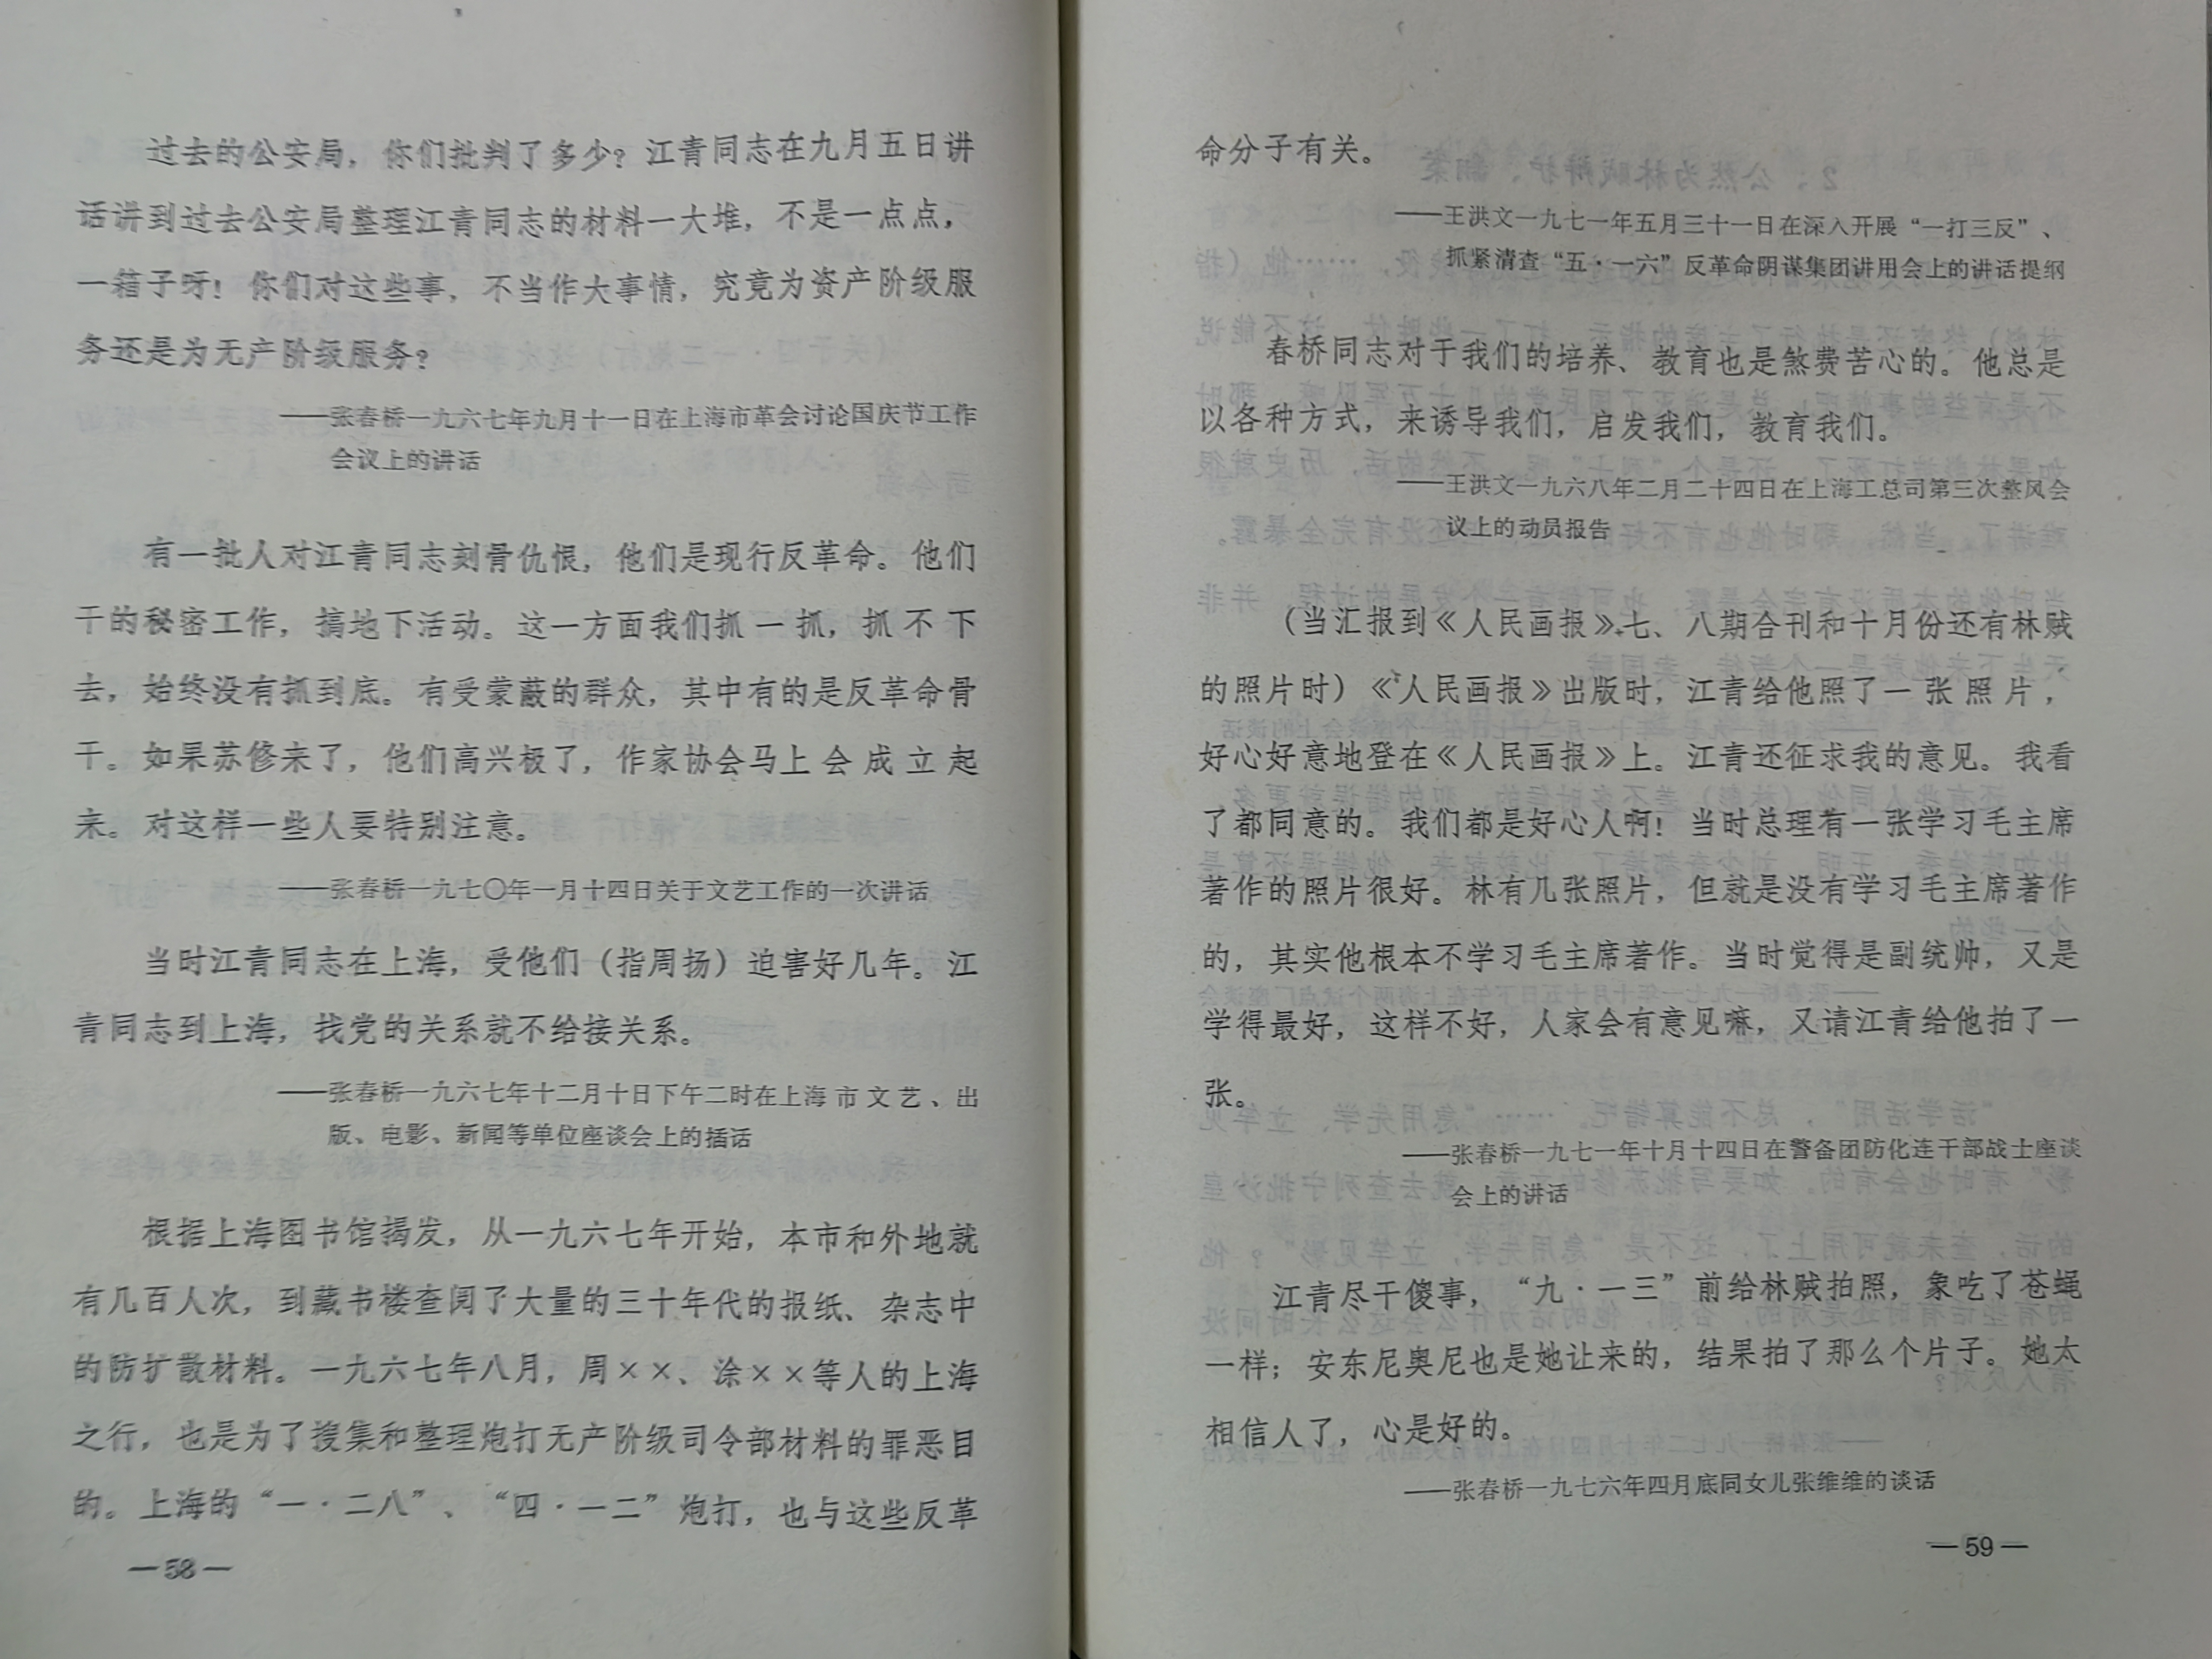 过去的公安局，你们批判了多少？江青同志在九月五日讲
话讲到过去公安局整理江青同志的材料一大堆，不是一点点，
一箱子呀！你们对这些事，不当作大事情，究竟为资产阶级服
务还是为无产阶级服务？
——张春桥一九六七年九月十一日在上海市革会讨论国庆节工作
会议上的讲话
有一批人对江青同志刻骨仇恨，他们是现行反革命。他们
干的秘密工作，搞地下活动。这一方面我们抓一抓，抓不下
去，始终没有抓到底。有受蒙蔽的群众，其中有的是反革命骨
干。如果苏修来了，他们高兴极了，作家协会马上会成立起
来。对这样一些人要特别注意。
——张春桥一九七〇年一月十四日关于文艺工作的一次讲话
当时江青同志在上海，受他们（指周扬）迫害好几年。江
青同志到上海，找党的关系就不给接关系。
——张春桥一九六七年十二月十日下午二时在上海市文艺、出
版、电影、新闻等单位座谈会上的插话
根据上海图书馆揭发，从一九六七年开始，本市和外地就
有几百人次，到藏书楼查阅了大量的三十年代的报纸、杂志中
的防扩散材料。一九六七年八月，周××、涂××等人的上海
之行，也是为了搜集和整理炮打无产阶级司令部材料的罪恶目
的。上海的“一·二八”、“四·一二”炮打，也与这些反革
—58—
命分子有关。
——王洪文一九七一年五月三十一日在深入开展“一打三反”、
抓紧清查“五·一六”反革命阴谋集团讲用会上的讲话提纲
春桥同志对于我们的培养、教育也是煞费苦心的。他总是
以各种方式，来诱导我们，启发我们，教育我们。
——王洪文一九六八年二月二十四日在上海工总司第三次整风会
议上的动员报告
（当汇报到《人民画报》七、八期合刊和十月份还有林贼
的照片时）《人民画报》出版时，江青给他照了一张照片，
好心好意地登在《人民画报》上。江青还征求我的意见。我看
了都同意的。我们都是好心人啊！当时总理有一张学习毛主席
著作的照片很好。林有几张照片，但就是没有学习毛主席著作
的，其实他根本不学习毛主席著作。当时觉得是副统帅，又是
学得最好，这样不好，人家会有意见嘛，又请江青给他拍了一
张。
——张春桥一九七一年十月十四日在警备团防化连干部战士座谈
会上的讲话
江青尽干傻事，“九·一三”前给林贼拍照，象吃了苍蝇
一样；安东尼奥尼也是她让来的，结果拍了那么个片子。她太
相信人了，心是好的。
——张春桥一九七六年四月底同女儿张维维的谈话
—59—